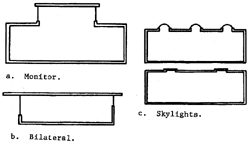 a. Monitor.
b. Bilateral.
c. Skylights.